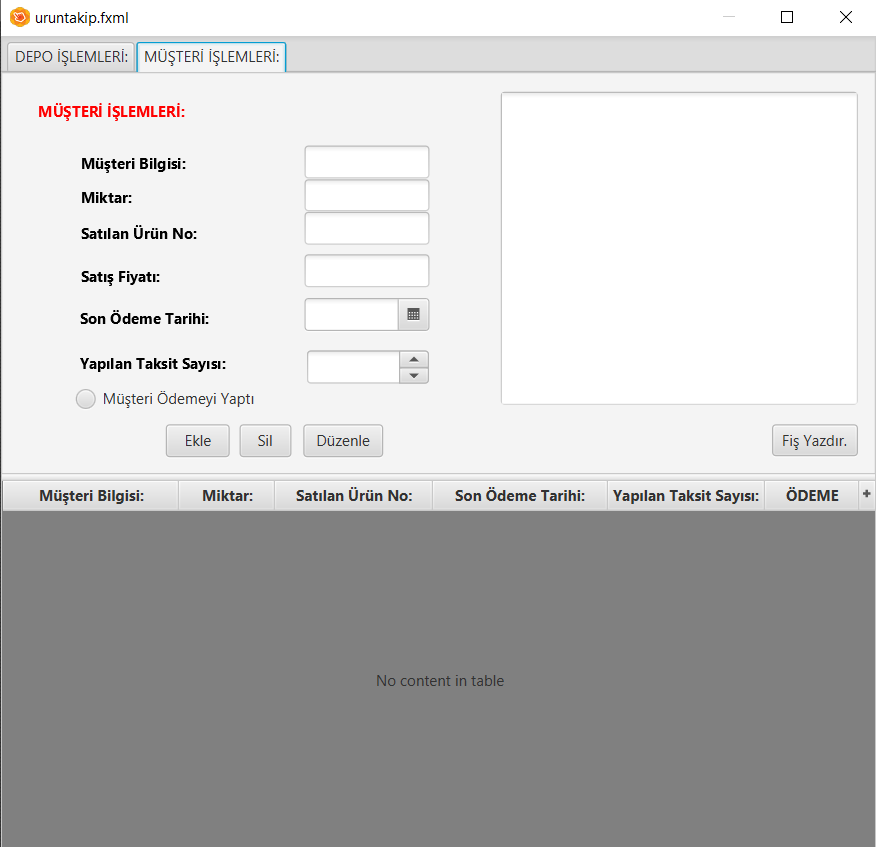 uruntakip.fxml
DEPO İŞLEMLERİ: MÜŞTERİ İŞLEMLERİ:
MÜŞTERİ İŞLEMLERİ:
Müşteri Bilgisi:
Miktar:
Satılan Ürün No:
Satış Fiyatı:
Son Ödeme Tarihi:
Yapılan Taksit Sayısı:
Müşteri Ödemeyi Yaptı
Ekle Sil Düzenle Fiş Yazdır.
Müşteri Bilgisi: Miktar: Satılan Ürün No: Son Ödeme Tarihi: Yapılan Taksit Sayısı: ÖDEME +
No content in table